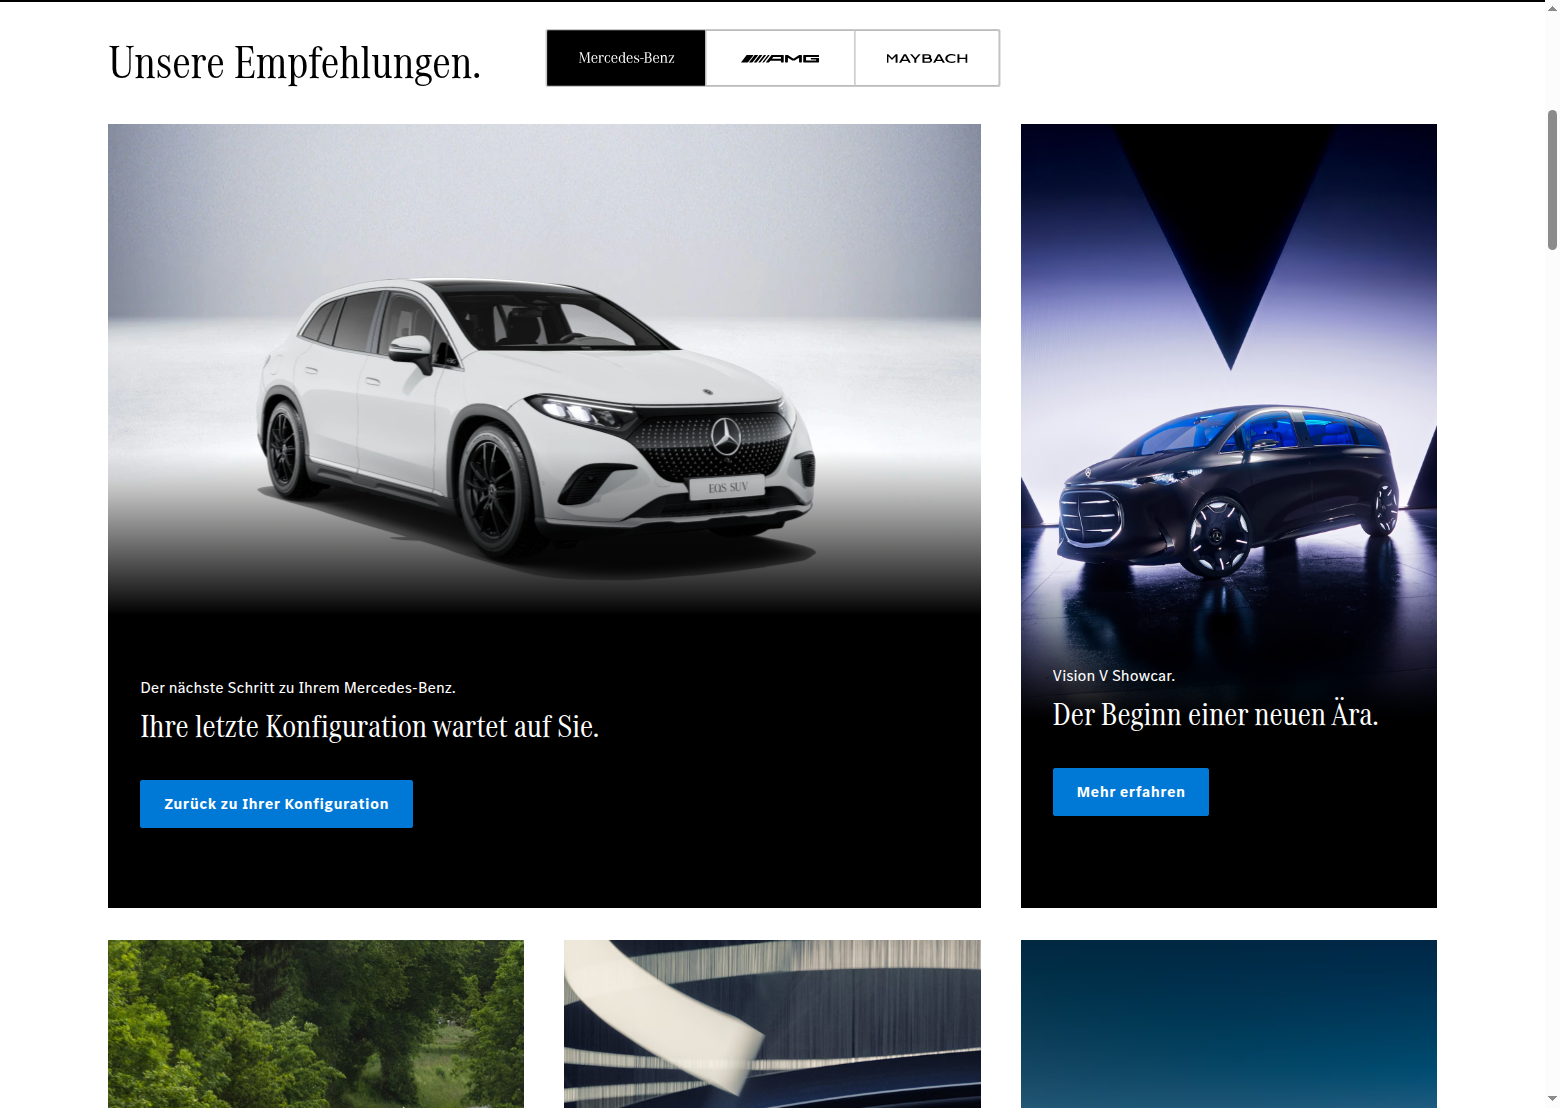 Unsere Empfehlungen.
Mercedes-Benz
AMG
MAYBACH
EQS SUV
Der nächste Schritt zu Ihrem Mercedes-Benz.
Ihre letzte Konfiguration wartet auf Sie.
Zurück zu Ihrer Konfiguration
Vision V Showcar.
Der Beginn einer neuen Ära.
Mehr erfahren